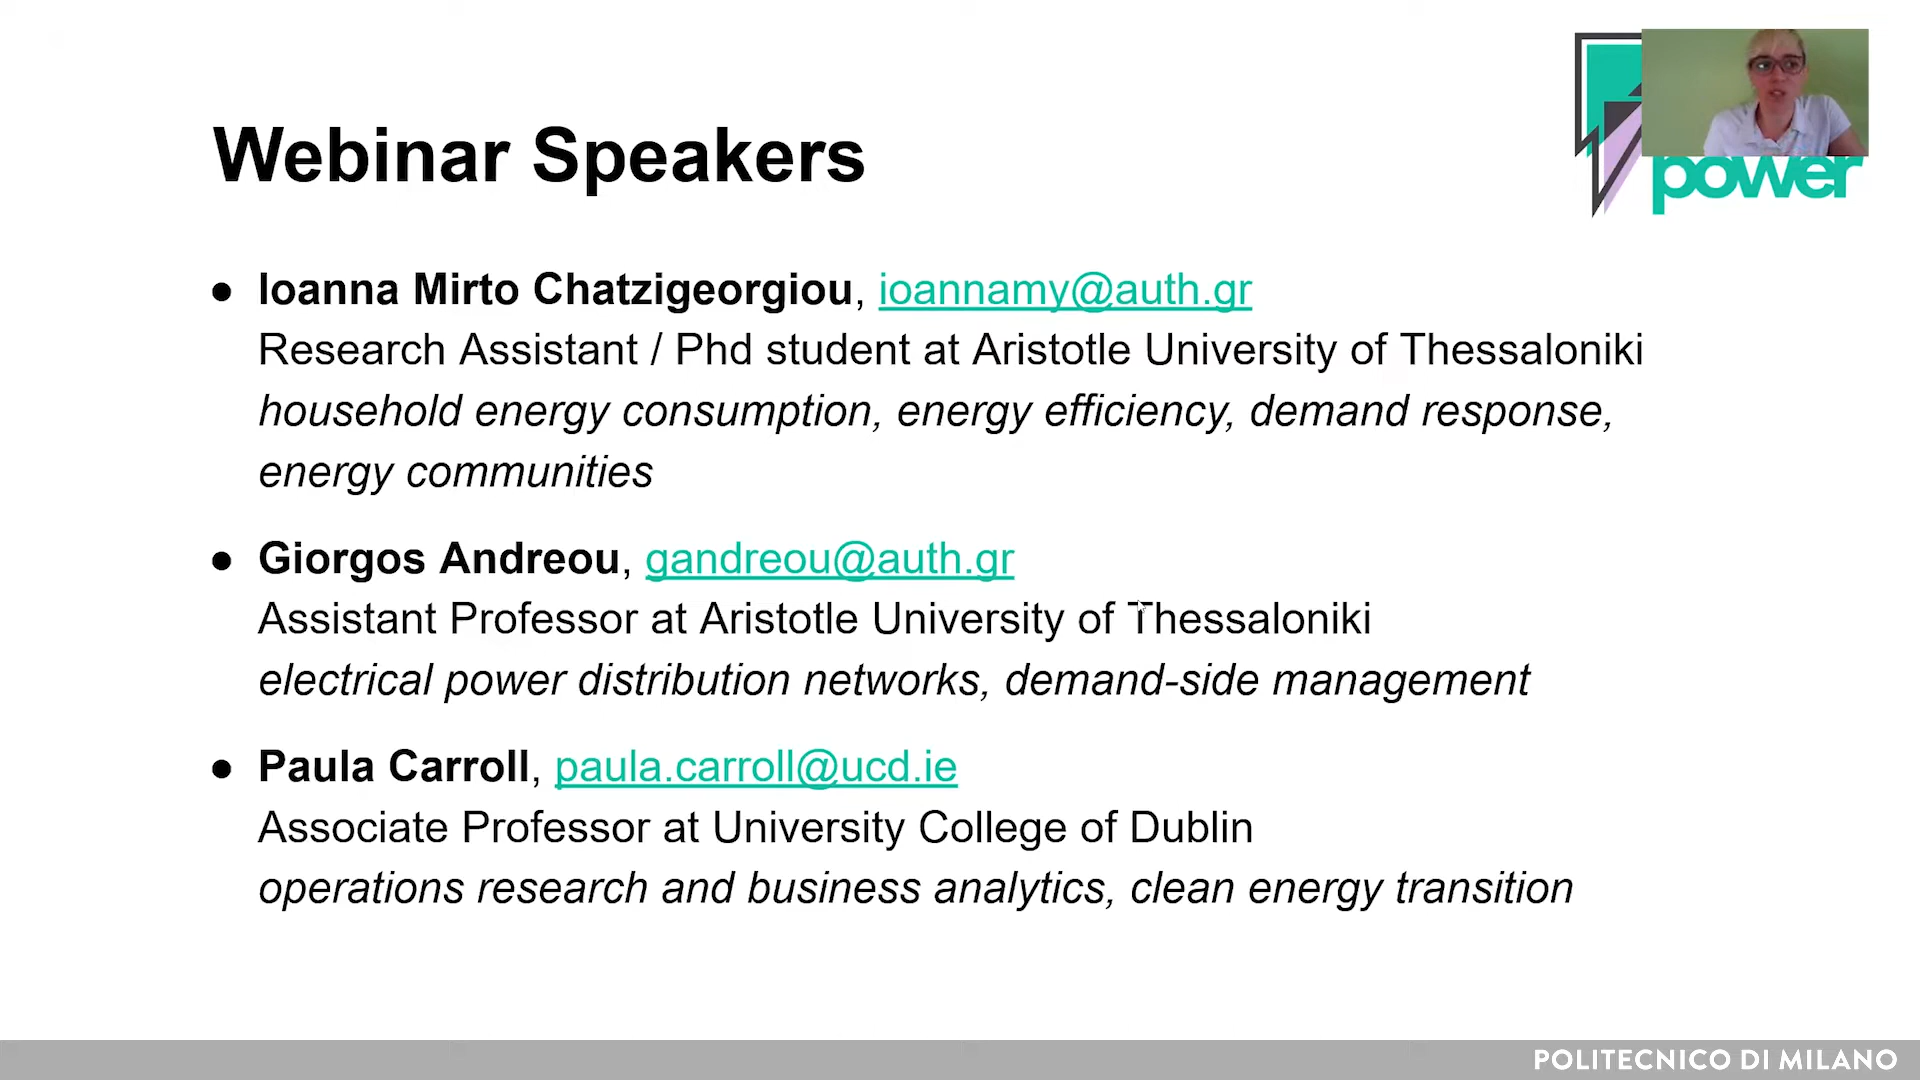 Webinar Speakers
power
● Ioanna Mirto Chatzigeorgiou, ioannamy@auth.gr
Research Assistant / Phd student at Aristotle University of Thessaloniki
household energy consumption, energy efficiency, demand response,
energy communities
● Giorgos Andreou, gandreou@auth.gr
Assistant Professor at Aristotle University of Thessaloniki
electrical power distribution networks, demand-side management
● Paula Carroll, paula.carroll@ucd.ie
Associate Professor at University College of Dublin
operations research and business analytics, clean energy transition
POLITECNICO DI MILANO